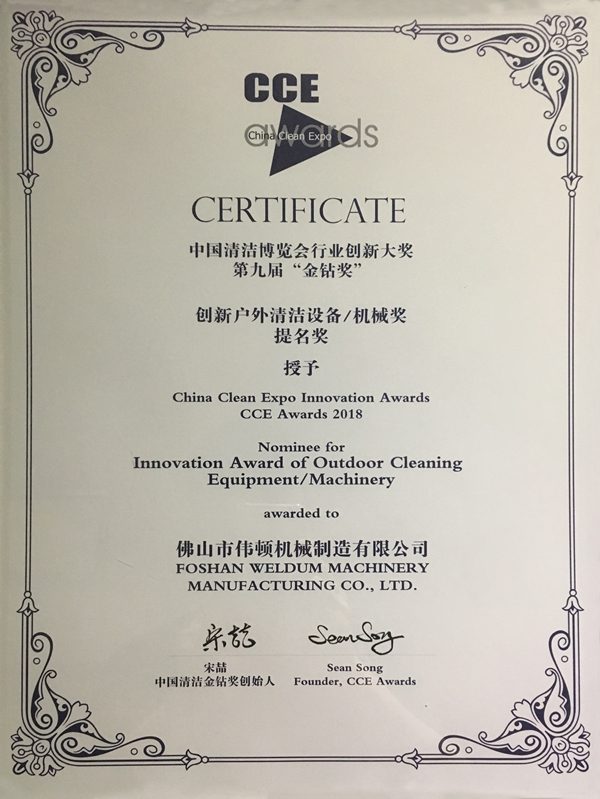 CCE
awards
China Clean Expo
CERTIFICATE
中国清洁博览会行业创新大奖
第九届“金钻奖”
创新户外清洁设备/机械奖
提名奖
授予
China Clean Expo Innovation Awards
CCE Awards 2018
Nominee for
Innovation Award of Outdoor Cleaning
Equipment/Machinery
awarded to
佛山市伟顿机械制造有限公司
FOSHAN WELDUM MACHINERY
MANUFACTURING CO., LTD.
宋喆 Sean Song
宋喆 Sean Song
中国清洁金钻奖创始人 Founder, CCE Awards